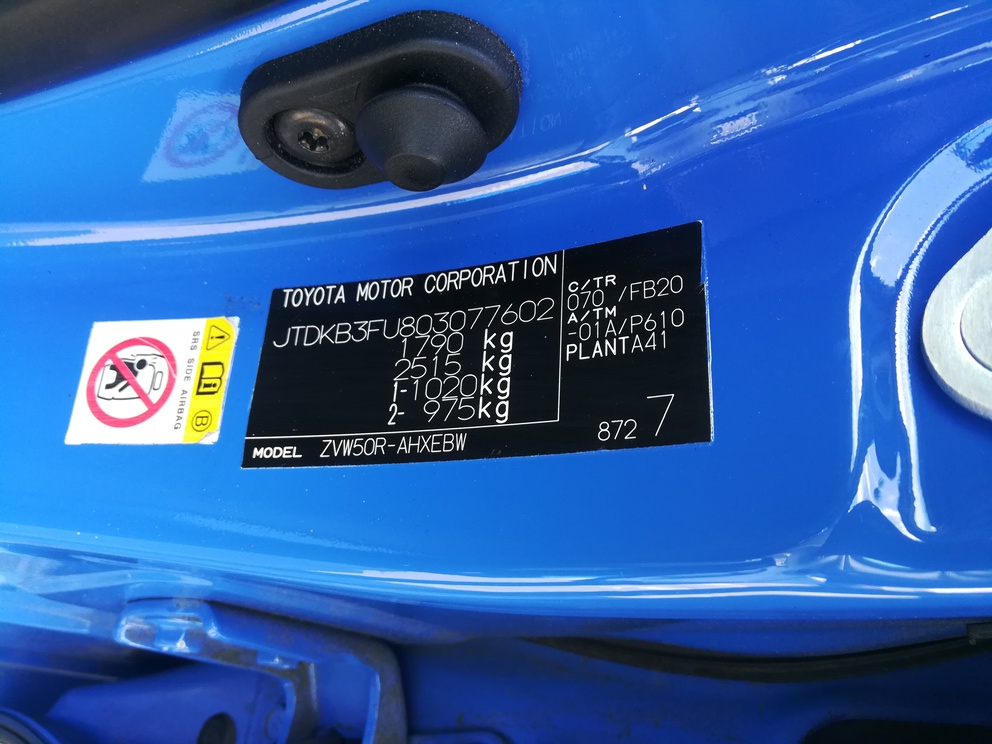 TOYOTA MOTOR CORPORATION
JTDKB3FU803077602
1790 kg
2515 kg
1-1020kg
2- 975kg
C/TR
070 /FB20
A/TM
-01A/P610
PLANTA41
872 7
MODEL ZVW50R-AHXEBW
SRS SIDE AIRBAG
B